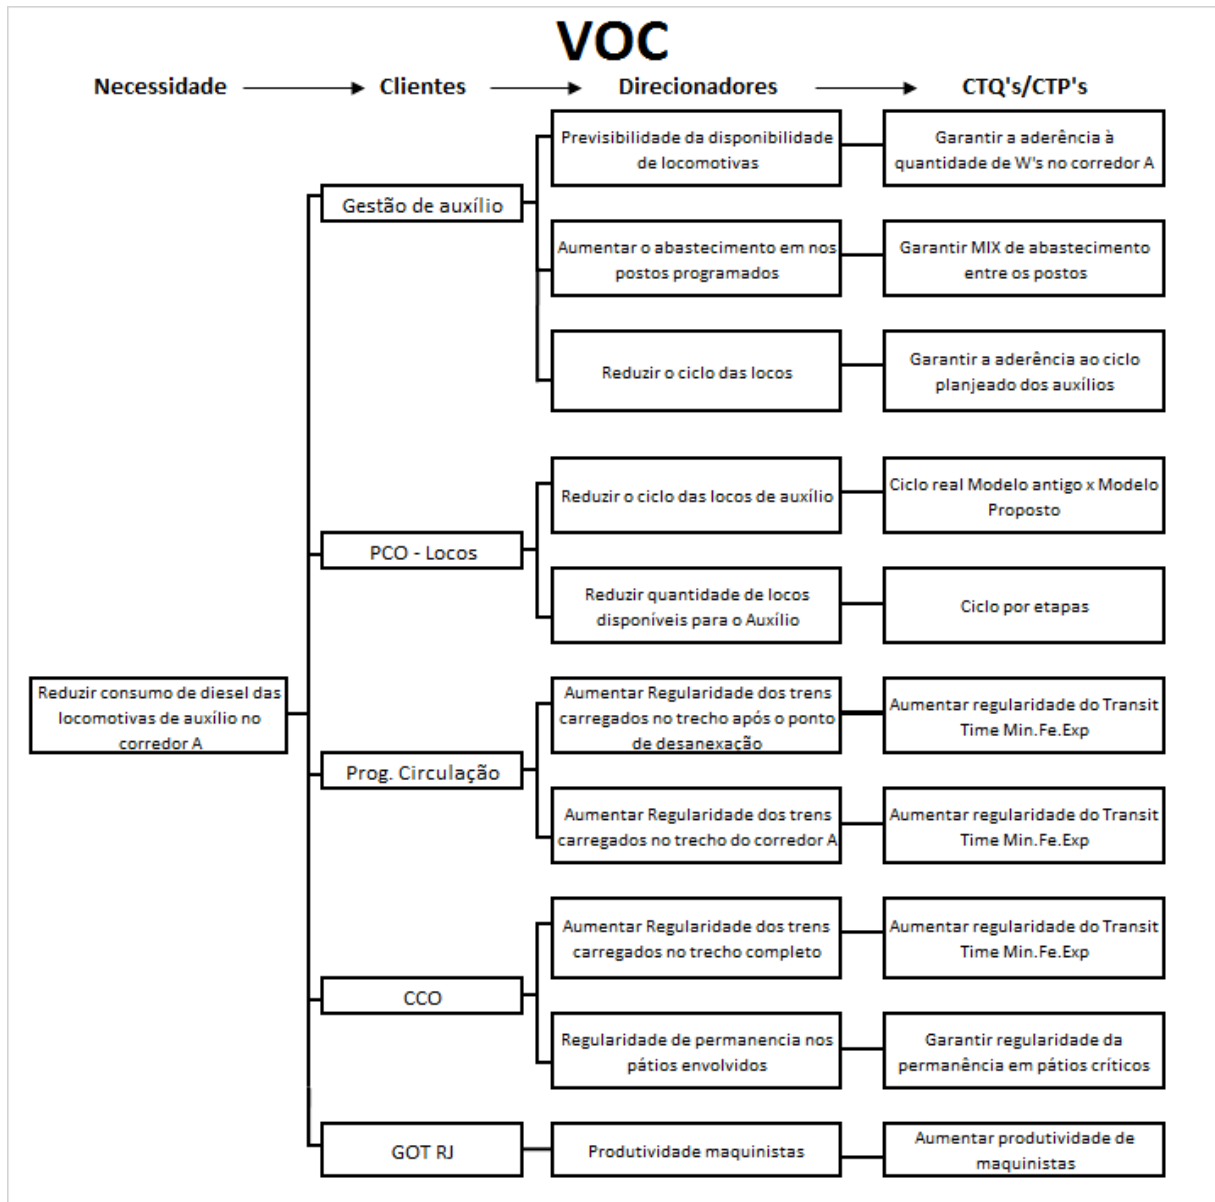 VOC
Necessidade
Clientes
Direcionadores
CTQ's/CTP's
Reduzir consumo de diesel das
locomotivas de auxílio no
corredor A
Gestão de auxílio
Previsibilidade da disponibilidade
de locomotivas
Garantir a aderência à
quantidade de W's no corredor A
Aumentar o abastecimento em nos
postos programados
Garantir MIX de abastecimento
entre os postos
Reduzir o ciclo das locos
Garantir a aderência ao ciclo
planjeado dos auxílios
PCO - Locos
Reduzir o ciclo das locos de auxílio
Ciclo real Modelo antigo x Modelo
Proposto
Reduzir quantidade de locos
disponíveis para o Auxílio
Ciclo por etapas
Prog. Circulação
Aumentar Regularidade dos trens
carregados no trecho após o ponto
de desanexação
Aumentar regularidade do Transit
Time Min.Fe.Exp
Aumentar Regularidade dos trens
carregados no trecho do corredor A
Aumentar regularidade do Transit
Time Min.Fe.Exp
CCO
Aumentar Regularidade dos trens
carregados no trecho completo
Aumentar regularidade do Transit
Time Min.Fe.Exp
Regularidade de permanencia nos
pátios envolvidos
Garantir regularidade da
permanência em pátios críticos
GOT RJ
Produtividade maquinistas
Aumentar produtividade de
maquinistas